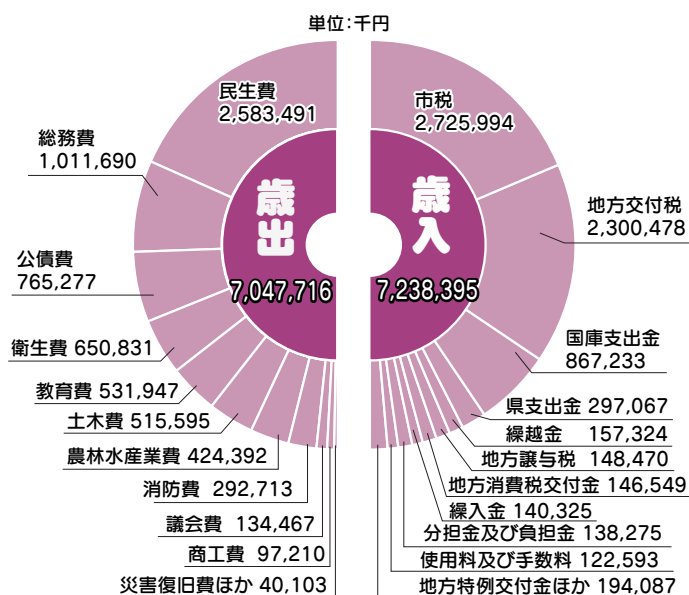 単位：千円
民生費
2,583,491
総務費
1,011,690
公債費
765,277
衛生費 650,831
教育費 531,947
土木費 515,595
農林水産業費 424,392
消防費 292,713
議会費 134,467
商工費 97,210
災害復旧費ほか 40,103
歳出
7,047,716
歳入
7,238,395
市税
2,725,994
地方交付税
2,300,478
国庫支出金
867,233
県支出金 297,067
繰越金 157,324
地方譲与税 148,470
地方消費税交付金 146,549
繰入金 140,325
分担金及び負担金 138,275
使用料及び手数料 122,593
地方特例交付金ほか 194,087